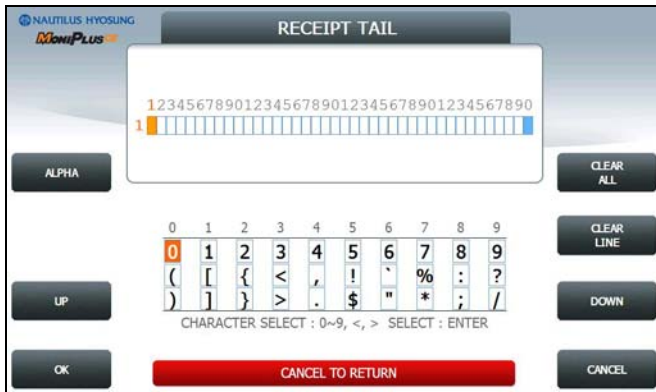 NAUTILUS HYOSUNG
MoniPlus CE
RECEIPT TAIL
1234567890123456789012345678901234567890
1
ALPHA
CLEAR
ALL
0 1 2 3 4 5 6 7 8 9
CLEAR
LINE
0 1 2 3 4 5 6 7 8 9
( [ { < , ! ` % : ?
) ] } > . $ " * ; /
UP
CHARACTER SELECT : 0~9, <, > SELECT : ENTER
DOWN
OK
CANCEL TO RETURN
CANCEL